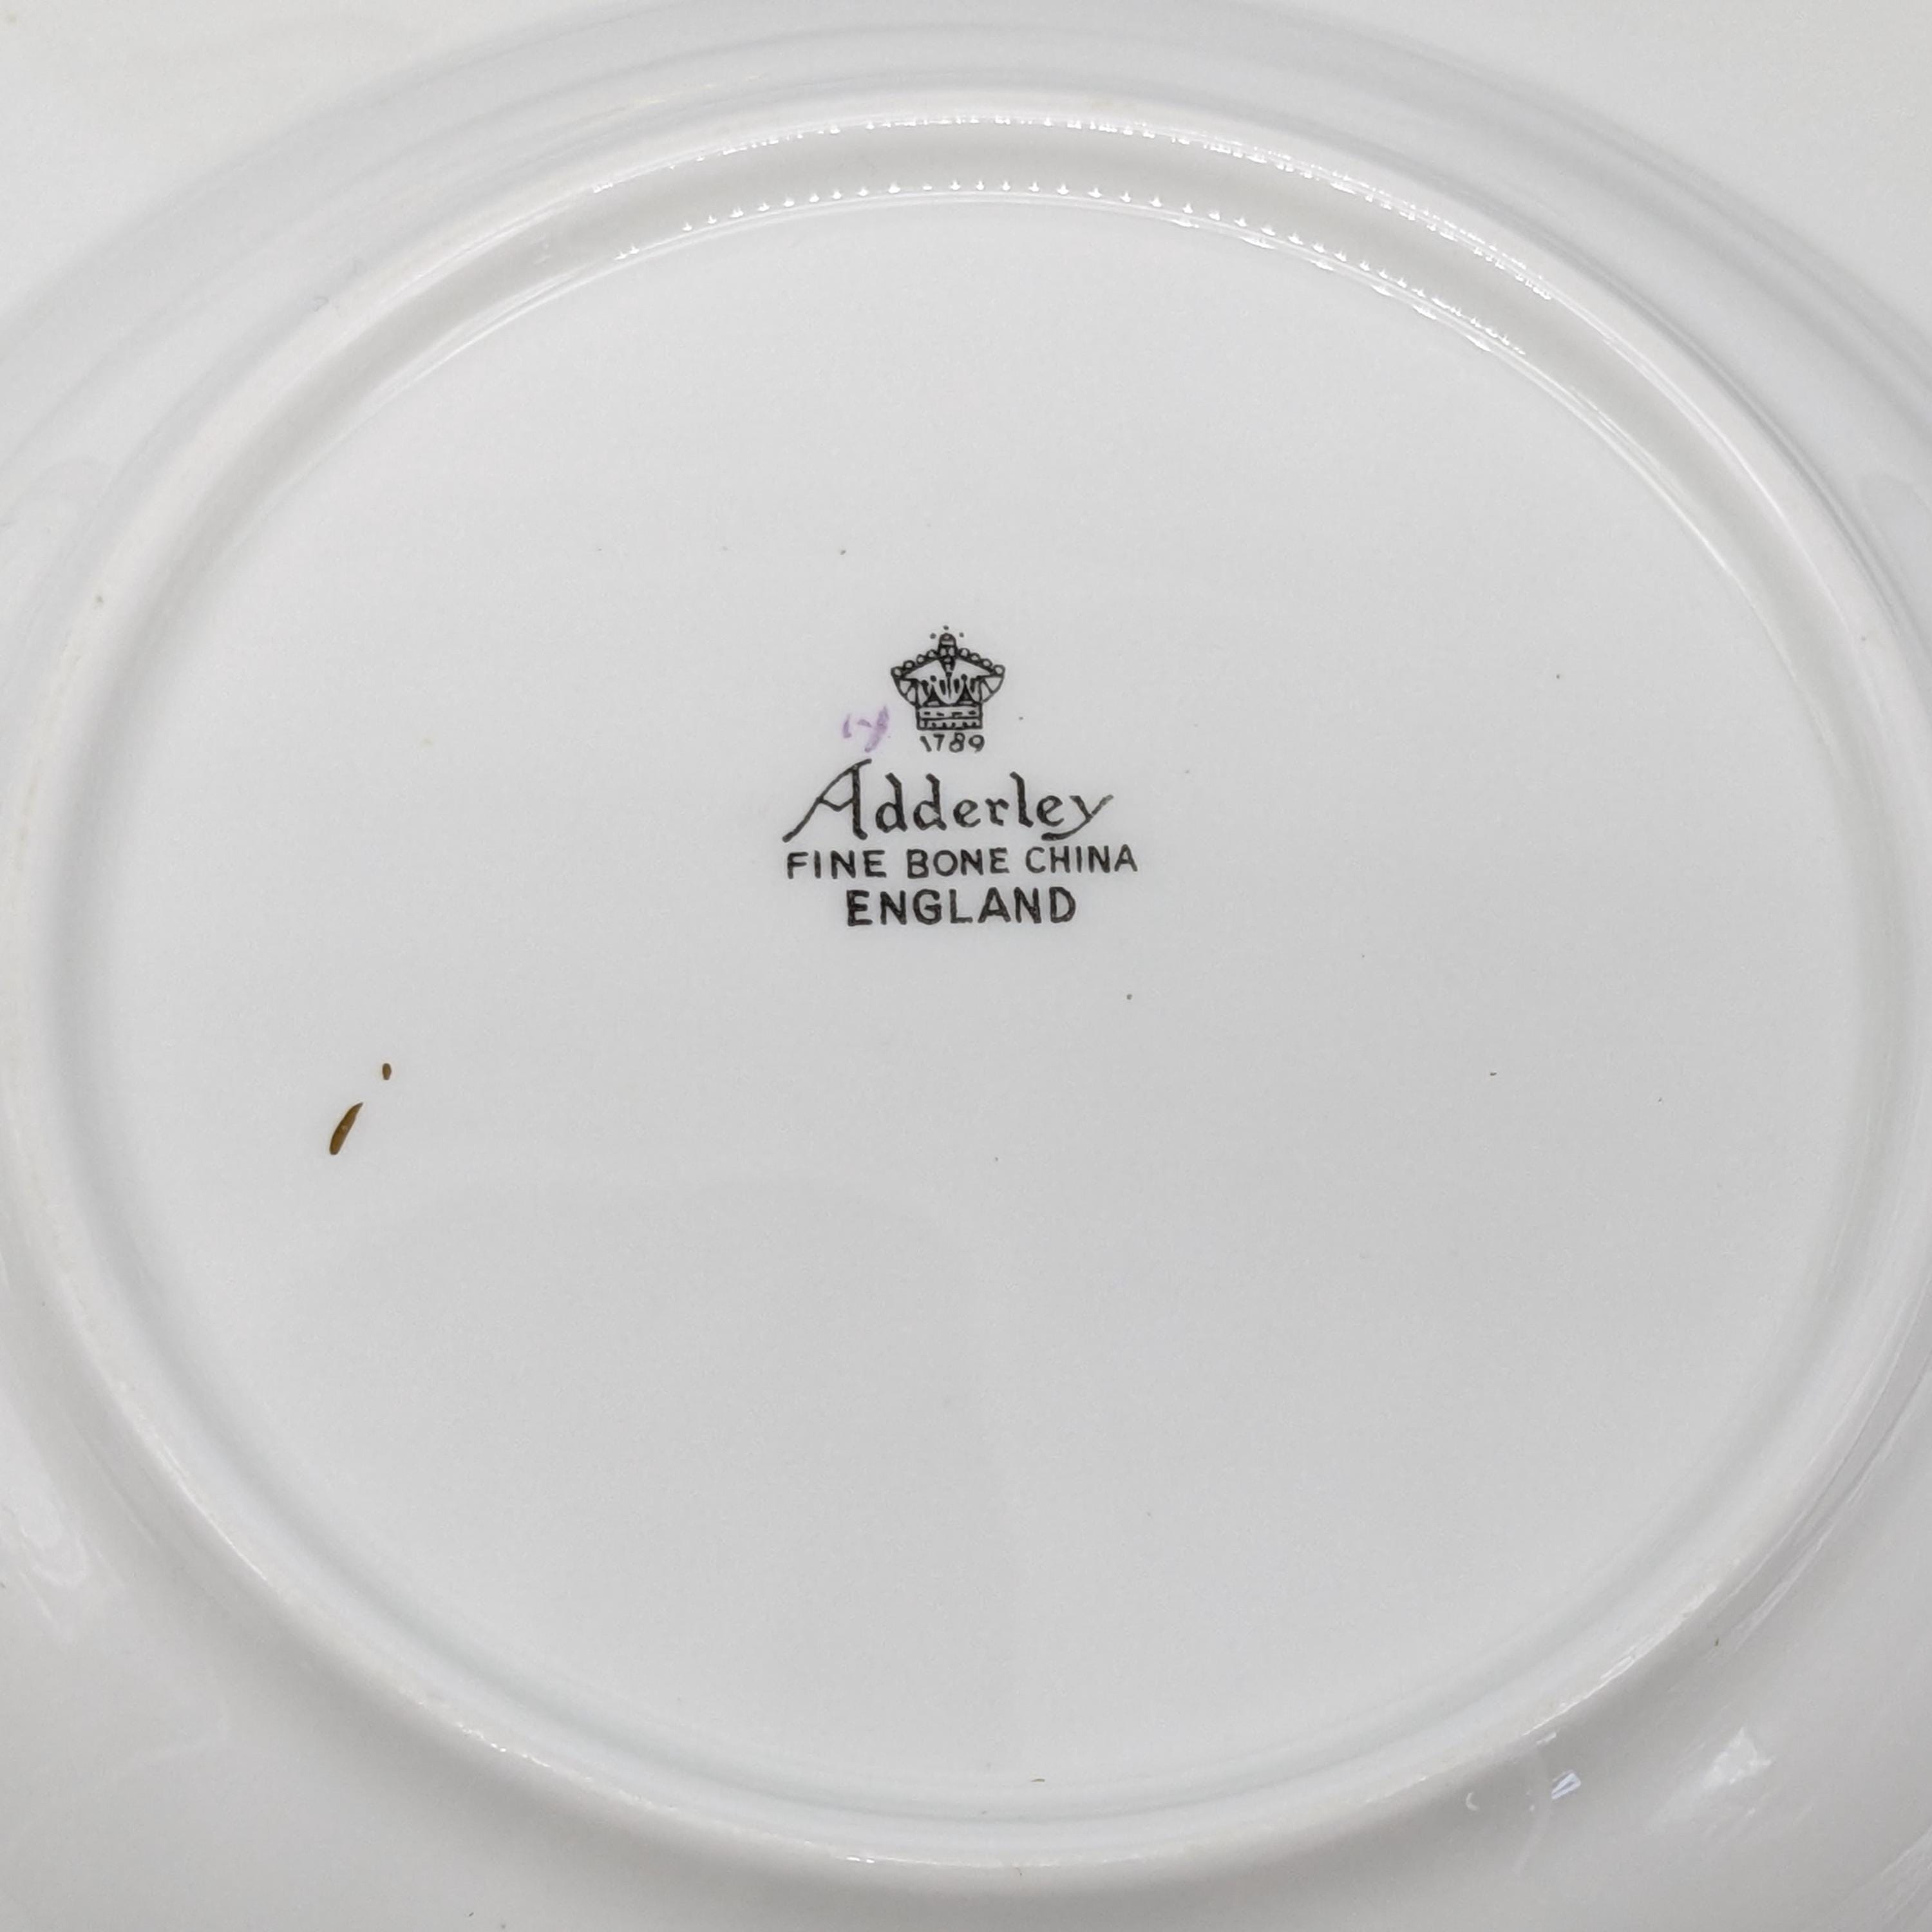 1789
Adderley
FINE BONE CHINA
ENGLAND